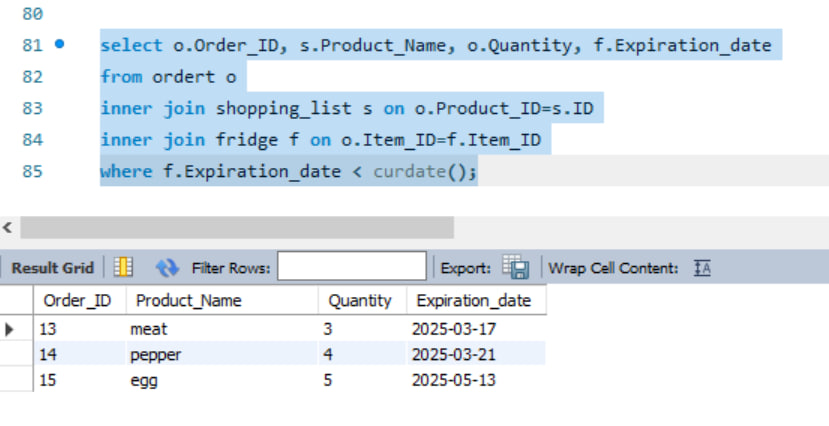 80
81 select o.Order_ID, s.Product_Name, o.Quantity, f.Expiration_date
82 from ordert o
83 inner join shopping_list s on o.Product_ID=s.ID
84 inner join fridge f on o.Item_ID=f.Item_ID
85 where f.Expiration_date < curdate();
Result Grid Filter Rows: Export: Wrap Cell Content: IA
Order_ID Product_Name Quantity Expiration_date
13 meat 3 2025-03-17
14 pepper 4 2025-03-21
15 egg 5 2025-05-13